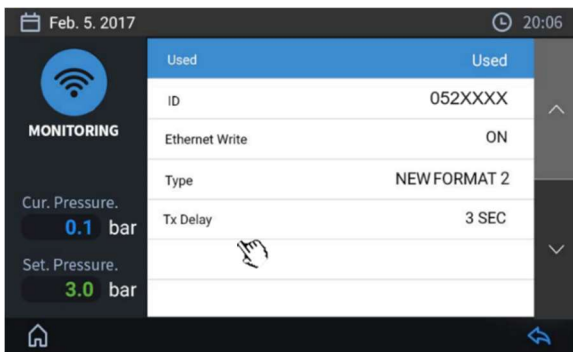 Feb. 5. 2017 20:06
MONITORING
Cur. Pressure.
0.1 bar
Set. Pressure.
3.0 bar
Used Used
ID 052XXXX
Ethernet Write ON
Type NEW FORMAT 2
Tx Delay 3 SEC